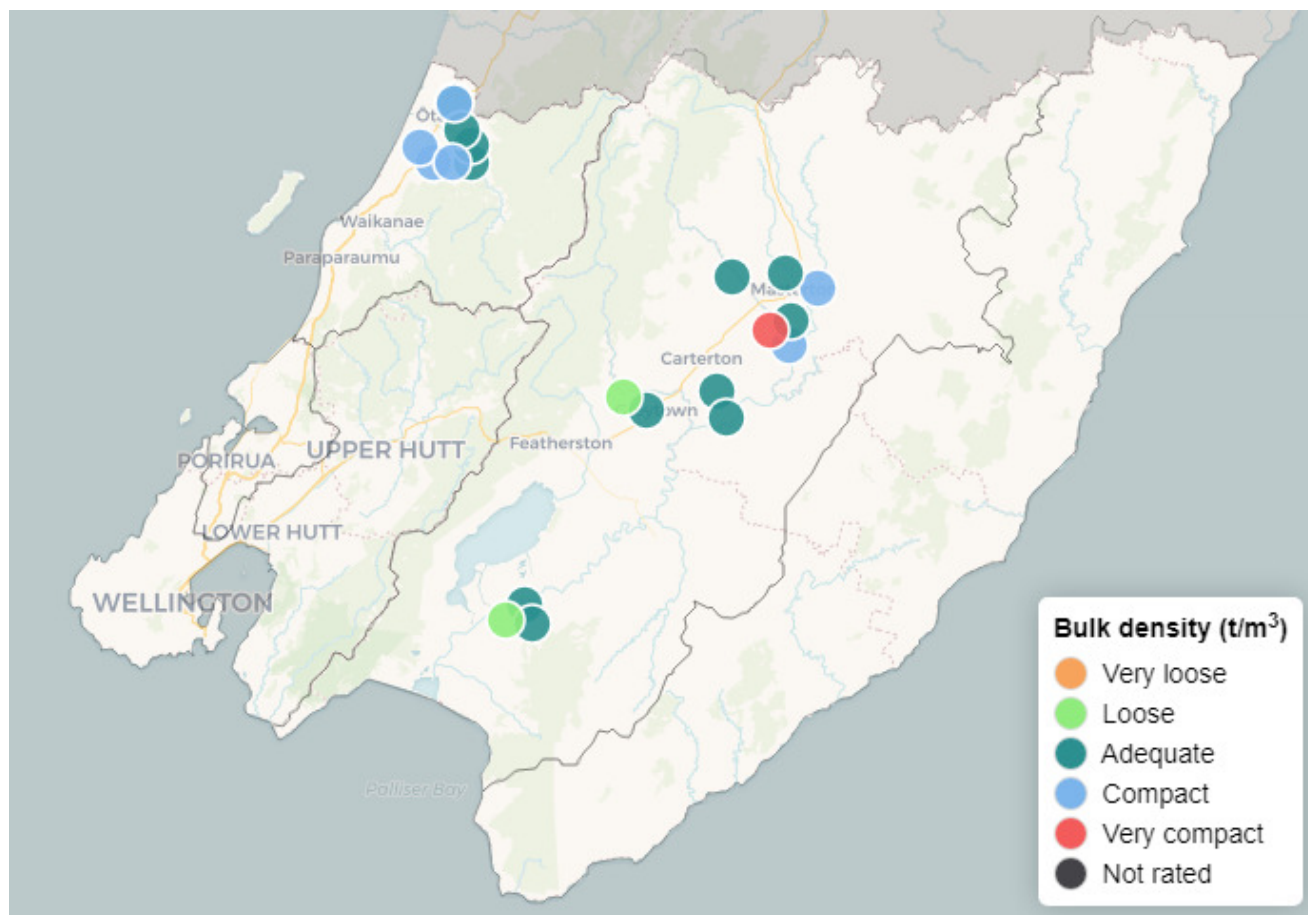 Waikanae
Paraparaumu
Carterton
Featherston
UPPER HUTT
PORIRUA
LOWER HUTT
WELLINGTON
Palliser Bay
Bulk density (t/m³)
Very loose
Loose
Adequate
Compact
Very compact
Not rated